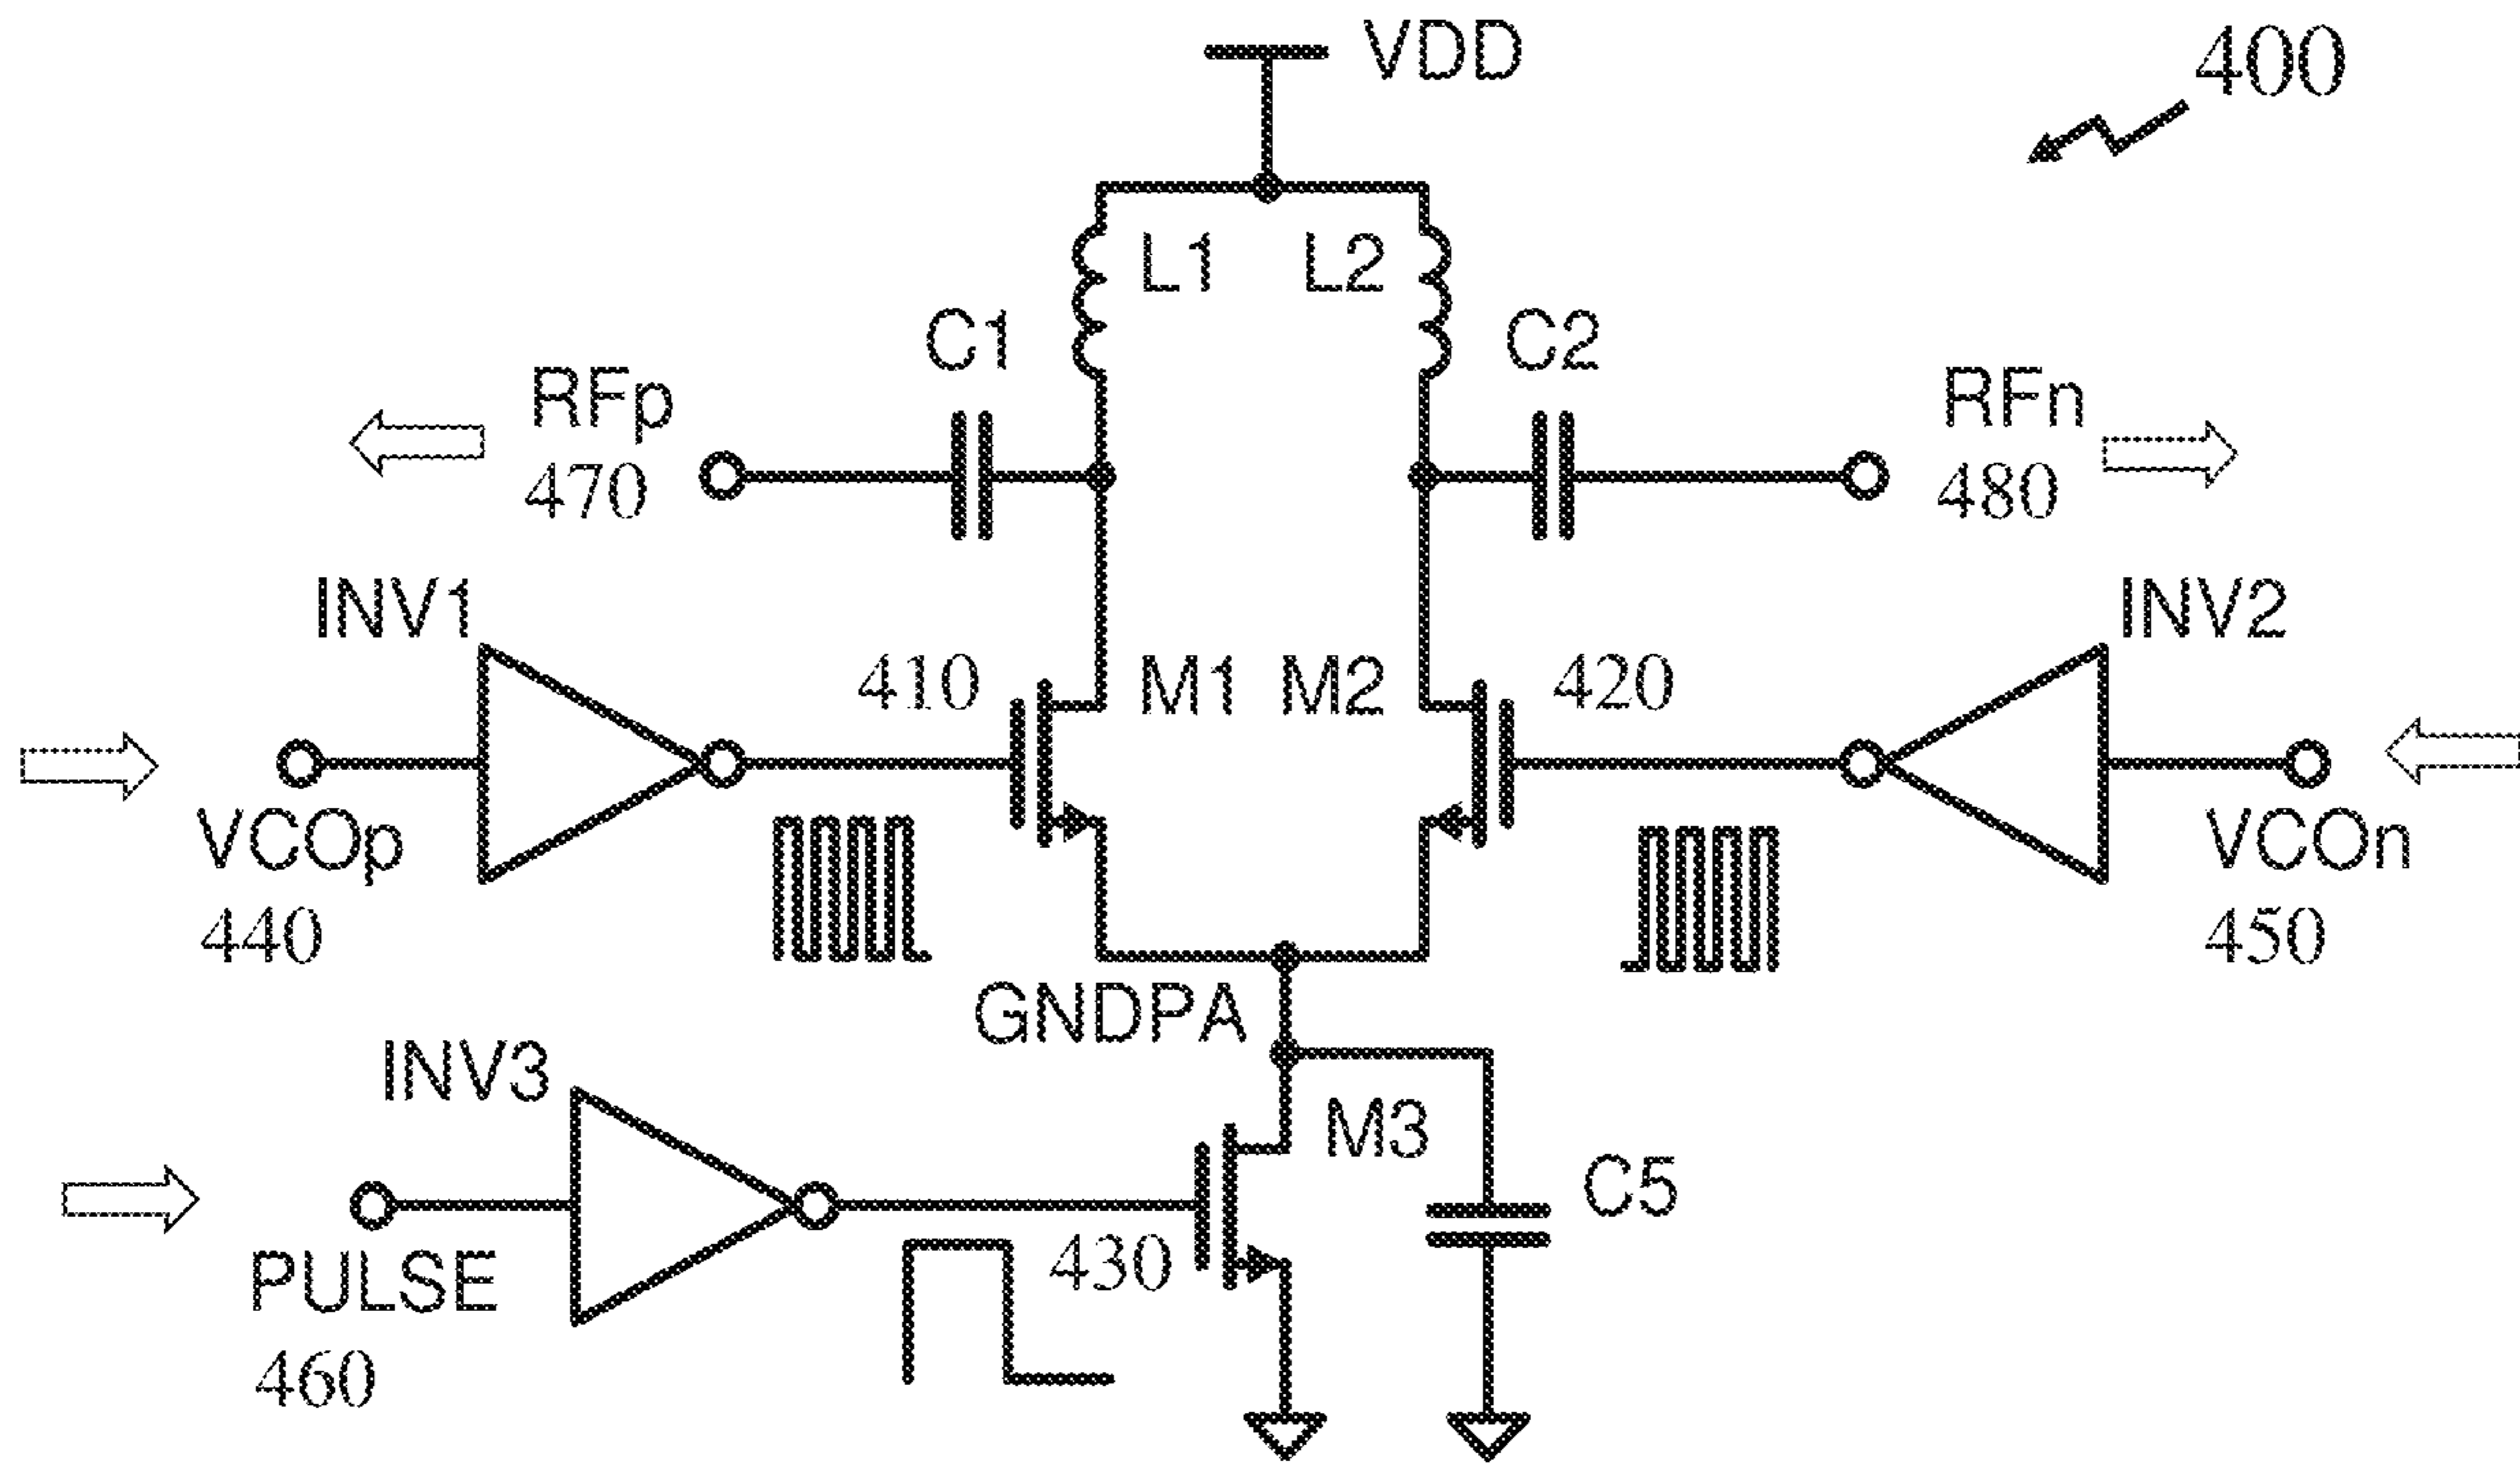 VDD
400
L1
L2
C1
C2
RFp
470
RFn
480
INV1
INV2
410
M1
M2
420
VCOp
440
VCOn
450
GNDPA
INV3
M3
C5
430
PULSE
460